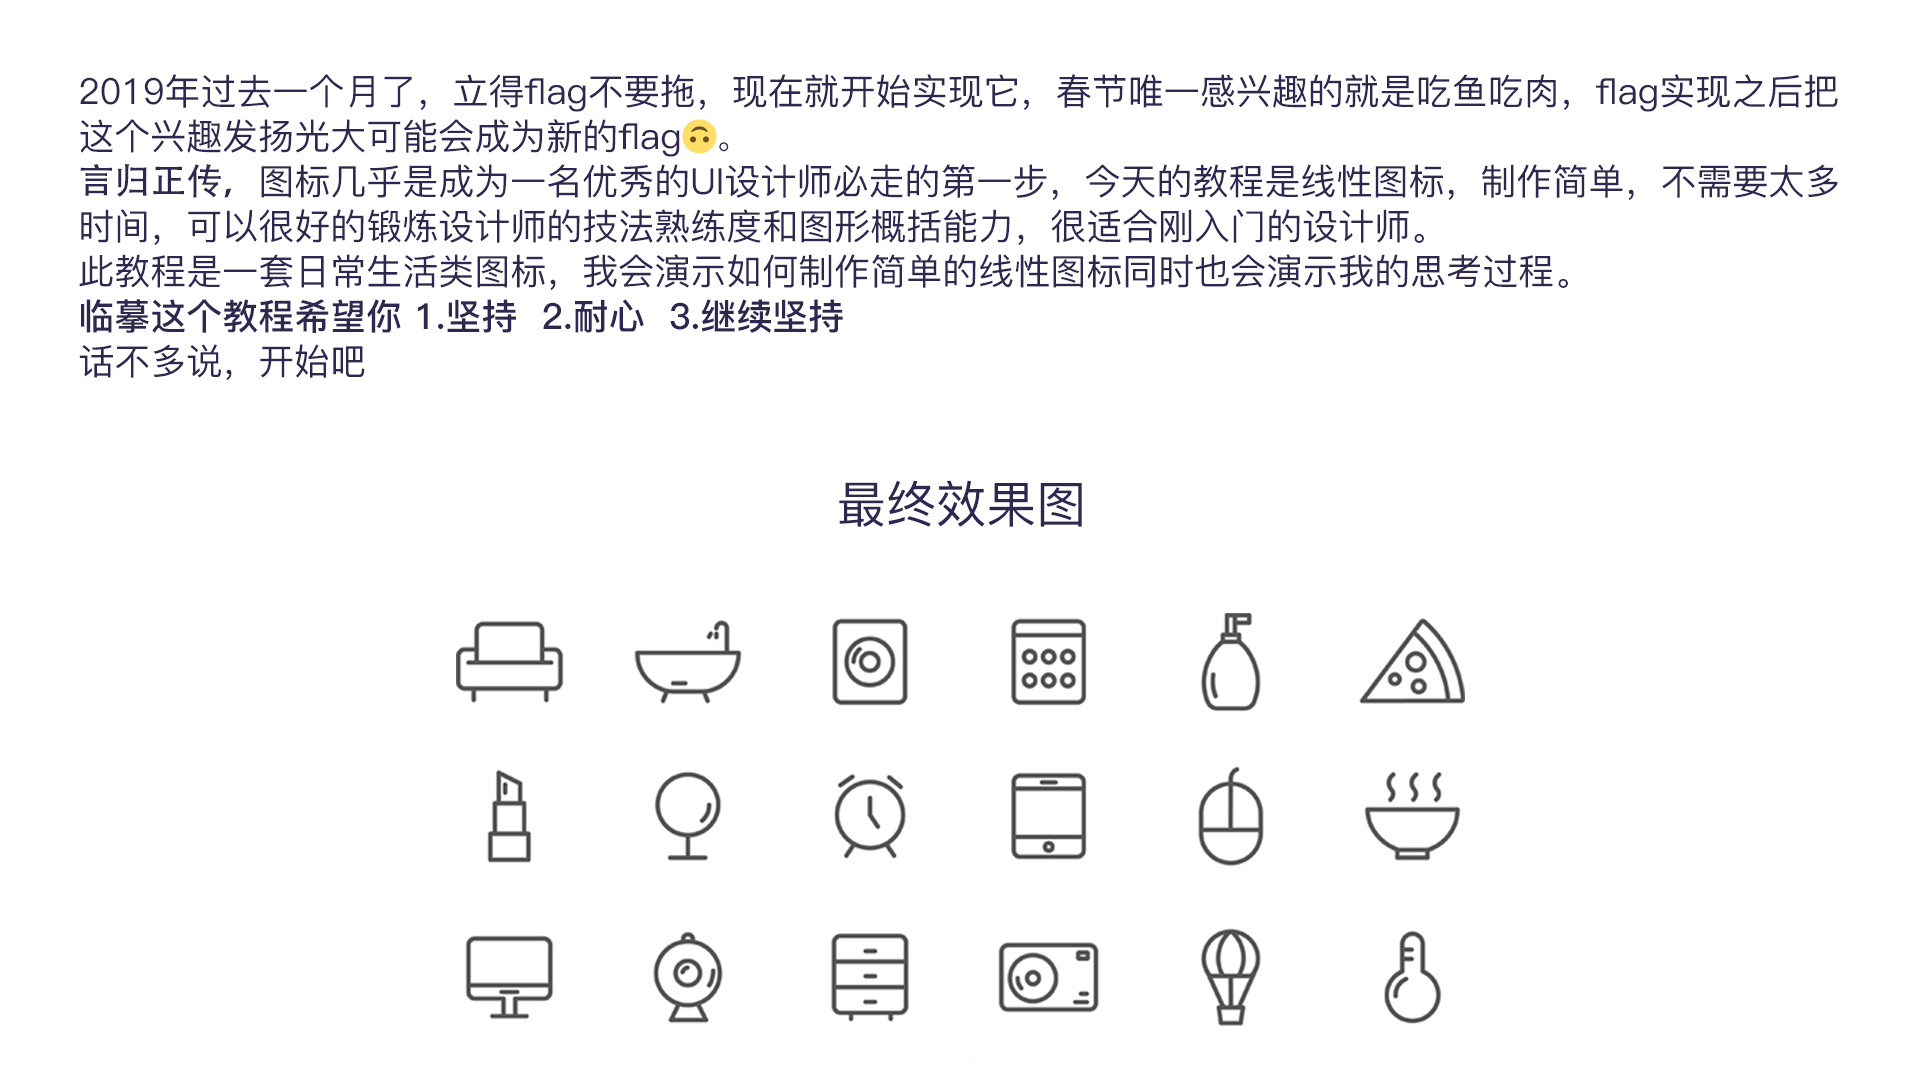 2019年过去一个月了，立得flag不要拖，现在就开始实现它，春节唯一感兴趣的就是吃鱼吃肉，flag实现之后把
这个兴趣发扬光大可能会成为新的flag🙃。
言归正传，图标几乎是成为一名优秀的UI设计师必走的第一步，今天的教程是线性图标，制作简单，不需要太多
时间，可以很好的锻炼设计师的技法熟练度和图形概括能力，很适合刚入门的设计师。
此教程是一套日常生活类图标，我会演示如何制作简单的线性图标同时也会演示我的思考过程。
临摹这个教程希望你 1.坚持  2.耐心  3.继续坚持
话不多说，开始吧
最终效果图